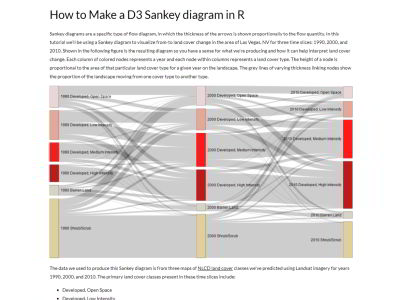 How to Make a D3 Sankey diagram in R
Sankey diagrams are a specific type of flow diagram, in which the thickness of the arrows is shown proportionally to the flow quantity. In this
tutorial we'll be using a Sankey diagram to visualize from-to land cover change in the area of Las Vegas, NV for three time slices: 1990, 2000, and
2010. Shown in the following figure is the resulting diagram so you have a sense for what we're producing and how it can help interpret land cover
change. Each column of colored nodes represents a year and each node within columns represents a land cover type. The height of a node is
proportional to the area of that particular land cover type for a given year on the landscape. The grey lines of varying thickness linking nodes show
the proportion of the landscape moving from one cover type to another type.
1990 Developed, Open Space
2000 Developed, Open Space
2010 Developed, Open Space
1990 Developed, Low Intensity
2000 Developed, Low Intensity
2010 Developed, Low Intensity
1990 Developed, Medium Intensity
2000 Developed, Medium Intensity
2010 Developed, Medium Intensity
1990 Developed, High Intensity
2000 Developed, High Intensity
2010 Developed, High Intensity
1990 Barren Land
2000 Barren Land
2010 Barren Land
1990 Shrub/Scrub
2000 Shrub/Scrub
2010 Shrub/Scrub
The data we used to produce this Sankey diagram is from three maps of NLCD land cover classes we've predicted using Landsat imagery for years
1990, 2000, and 2010. The primary land cover classes present in these time slices include:
Developed, Open Space
Developed, Low Intensity